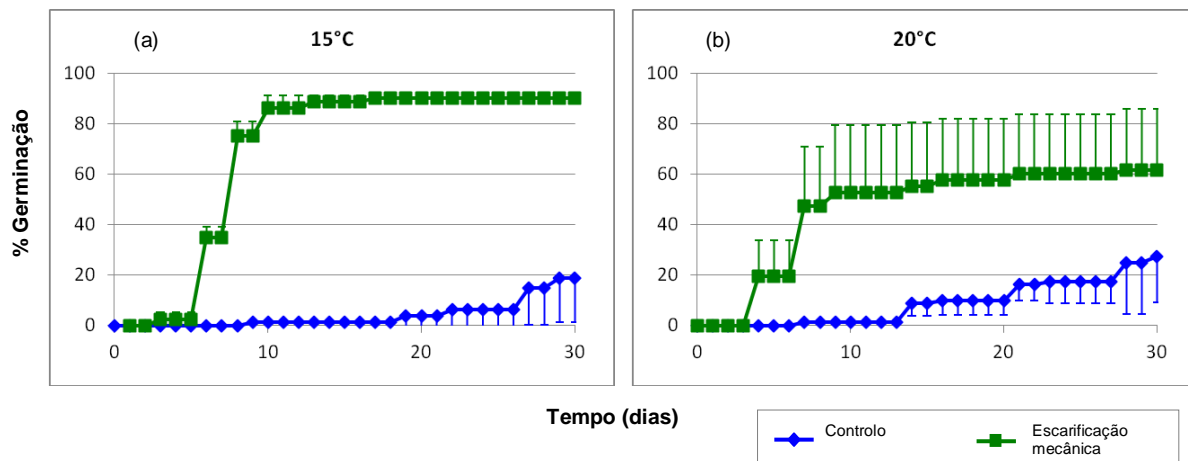 (a) 15°C
(b) 20°C
% Germinação
100
80
60
40
20
0
0 10 20 30
100
80
60
40
20
0
0 10 20 30
Tempo (dias)
Controlo
Escarificação
mecânica